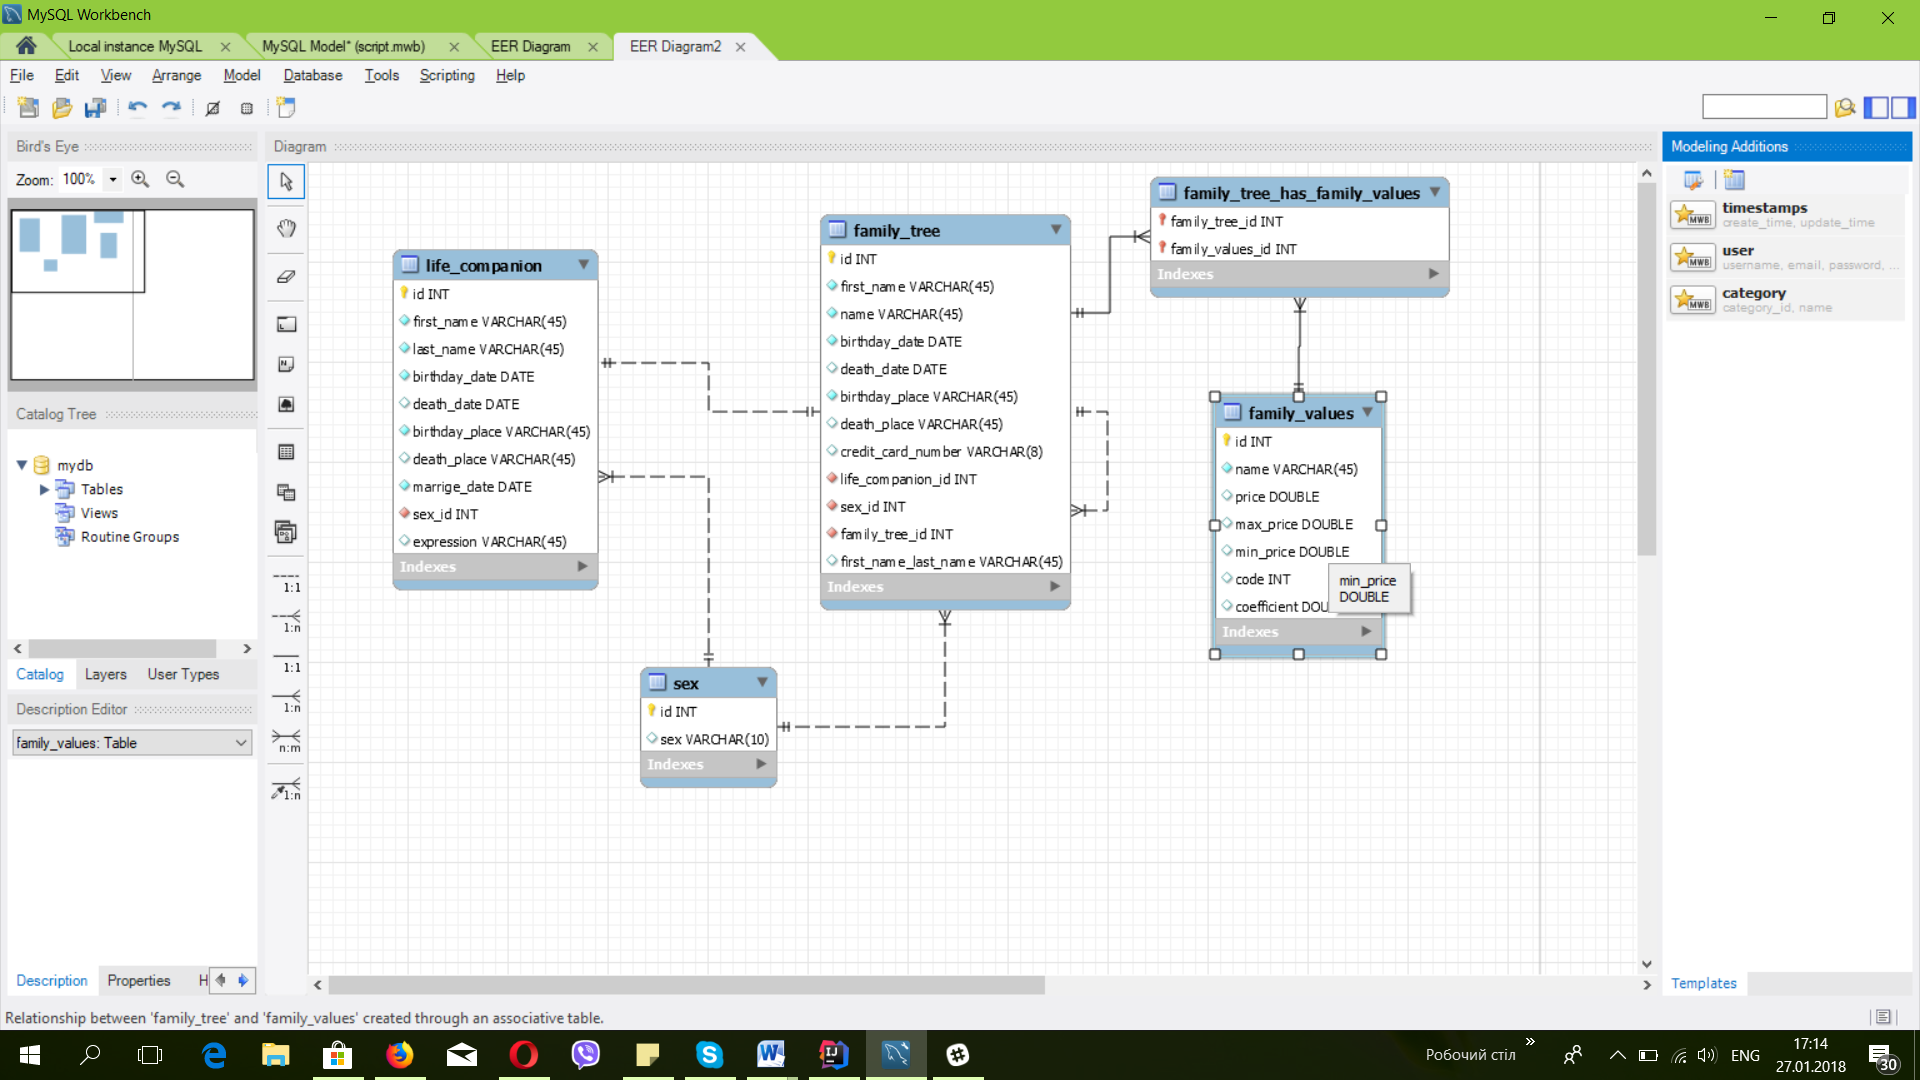 MySQL Workbench
Local instance MySQL
MySQL Model* (script.mwb)
EER Diagram
EER Diagram2
File Edit View Arrange Model Database Tools Scripting Help
Bird's Eye
Zoom: 100%
Catalog Tree
mydb
Tables
Views
Routine Groups
Catalog Layers User Types
Description Editor
family_values: Table
Description Properties H
Diagram
1:1
1:n
1:1
1:n
n:m
1:n
life_companion
id INT
first_name VARCHAR(45)
last_name VARCHAR(45)
birthday_date DATE
death_date DATE
birthday_place VARCHAR(45)
death_place VARCHAR(45)
marrige_date DATE
sex_id INT
expression VARCHAR(45)
Indexes
family_tree
id INT
first_name VARCHAR(45)
name VARCHAR(45)
birthday_date DATE
death_date DATE
birthday_place VARCHAR(45)
death_place VARCHAR(45)
credit_card_number VARCHAR(8)
life_companion_id INT
sex_id INT
family_tree_id INT
first_name_last_name VARCHAR(45)
Indexes
sex
id INT
sex VARCHAR(10)
Indexes
family_tree_has_family_values
family_tree_id INT
family_values_id INT
Indexes
family_values
id INT
name VARCHAR(45)
price DOUBLE
max_price DOUBLE
min_price DOUBLE
code INT
coefficient DOU
Indexes
min_price
DOUBLE
Modeling Additions
MWB
timestamps
create_time, update_time
MWB
user
username, email, password, ...
MWB
category
category_id, name
Templates
Relationship between 'family_tree' and 'family_values' created through an associative table.
Робочий стіл
ENG
17:14
27.01.2018
30